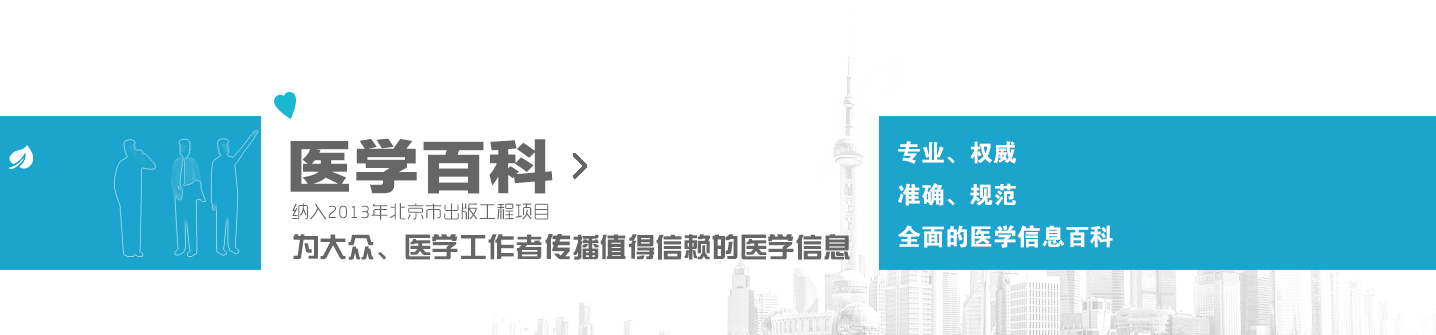 医学百科
纳入2013年北京市出版工程项目
为大众、医学工作者传播值得信赖的医学信息
专业、权威
准确、规范
全面的医学信息百科